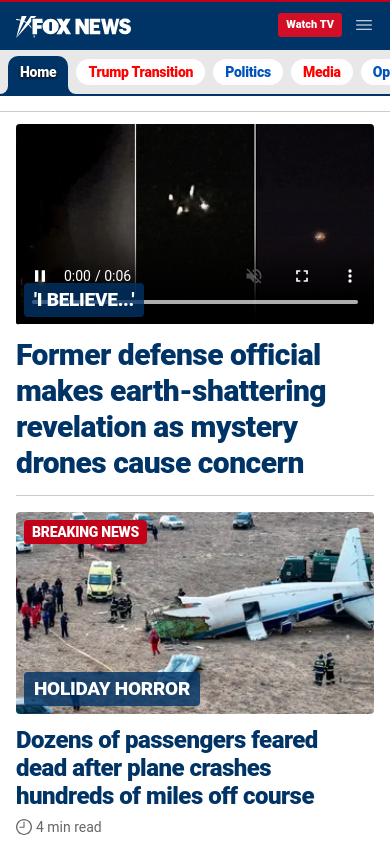 FOX NEWS
Watch TV
Home
Trump Transition
Politics
Media
Op
0:00 / 0:06
'I BELIEVE...'
Former defense official
makes earth-shattering
revelation as mystery
drones cause concern
BREAKING NEWS
HOLIDAY HORROR
Dozens of passengers feared
dead after plane crashes
hundreds of miles off course
4 min read